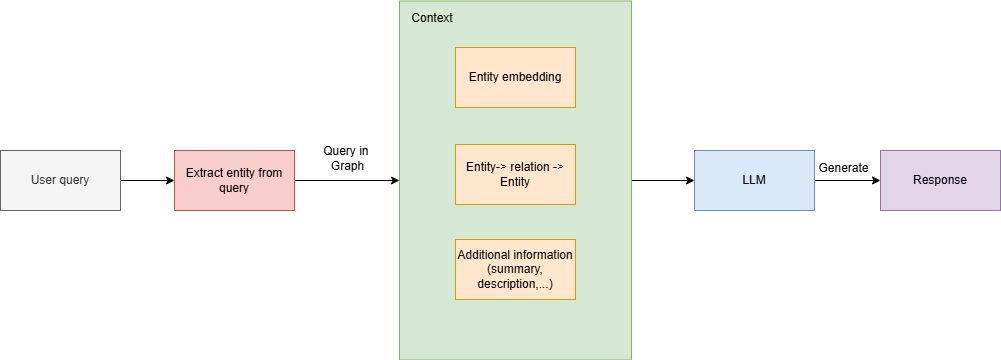 Context
Entity embedding
User query
Extract entity from
query
Query in
Graph
Entity-> relation ->
Entity
LLM
Generate
Response
Additional information
(summary,
description,...)